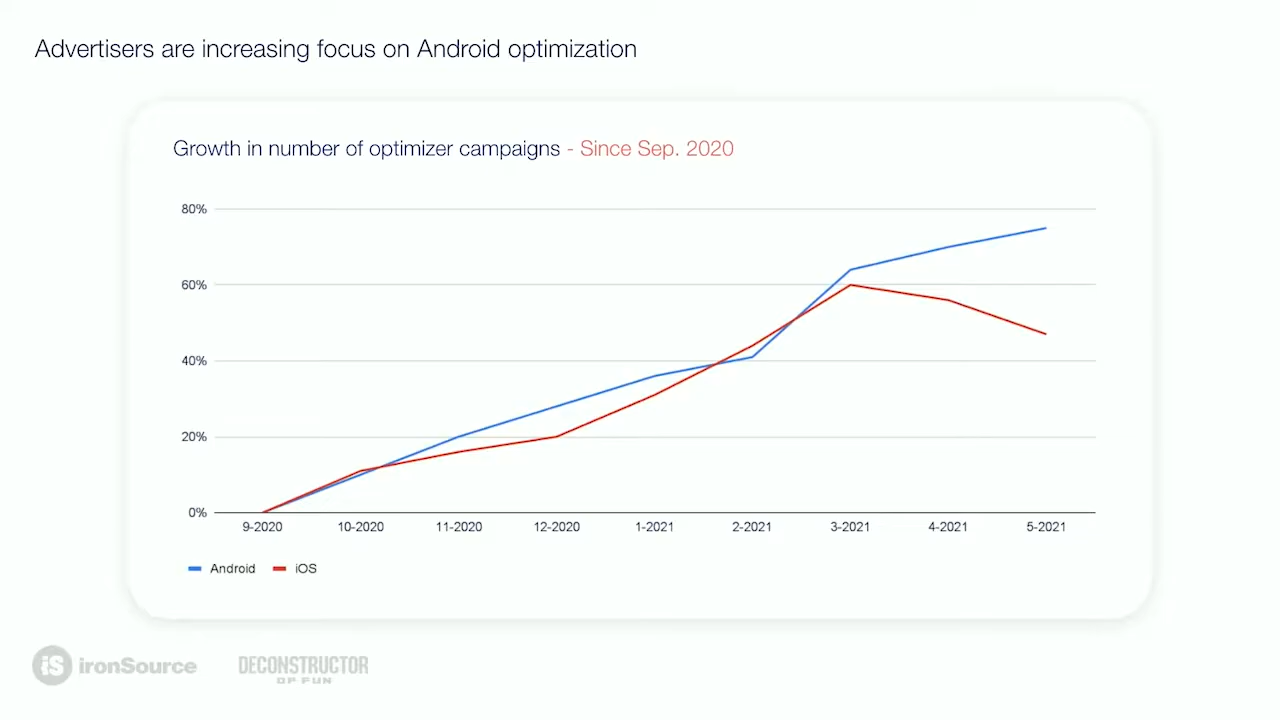 Advertisers are increasing focus on Android optimization
Growth in number of optimizer campaigns - Since Sep. 2020
80%
60%
40%
20%
0%
9-2020 10-2020 11-2020 12-2020 1-2021 2-2021 3-2021 4-2021 5-2021
Android iOS
iS ironSource DECONSTRUCTOR
OF FUN